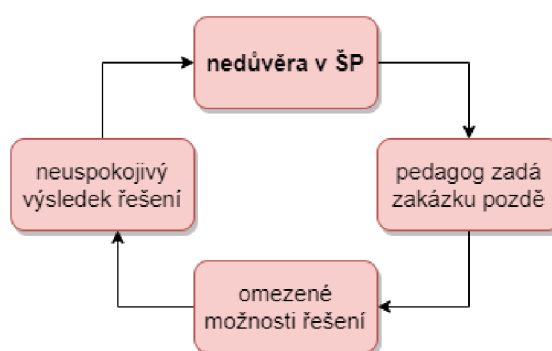 nedůvěra v ŠP
pedagog zadá
zakázku pozdě
omezené
možnosti řešení
neuspokojivý
výsledek řešení